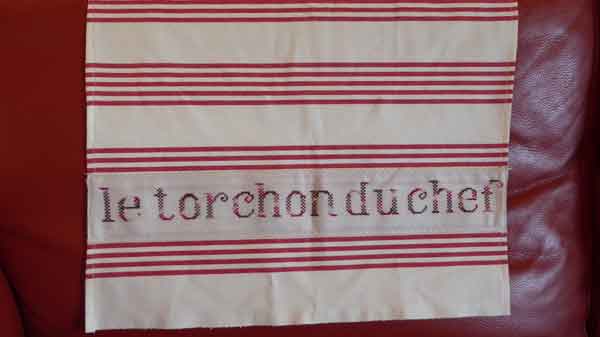 le torchon du chef